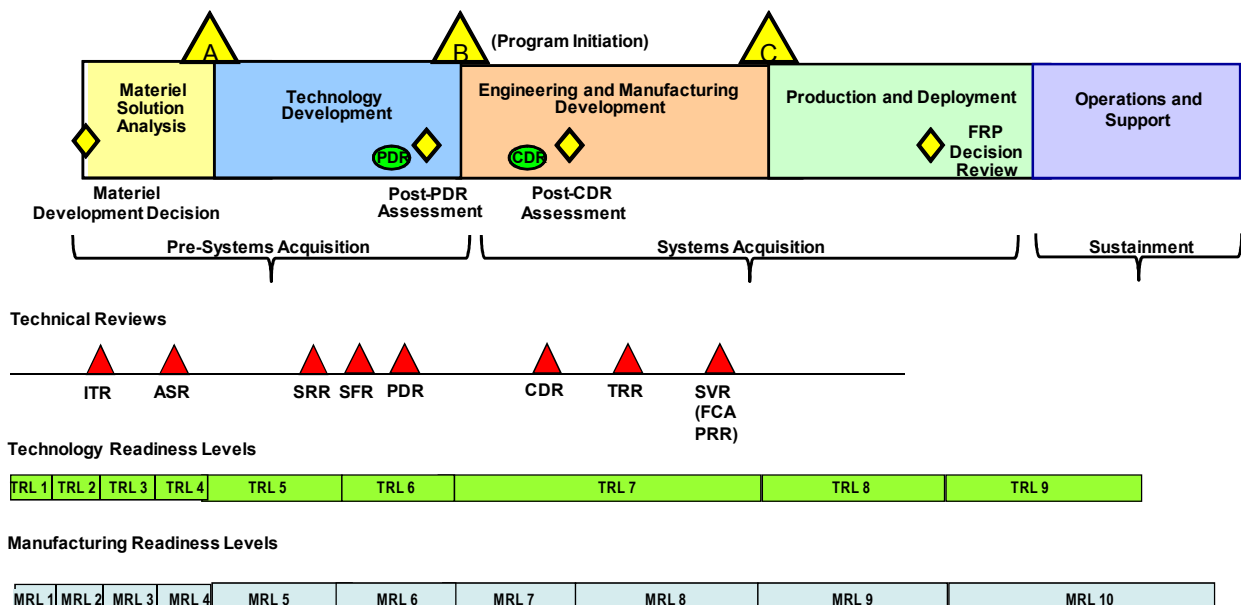 A
B
(Program Initiation)
C
Materiel
Solution
Analysis
Technology
Development
Engineering and Manufacturing
Development
Production and Deployment
Operations and
Support
PDR
CDR
FRP
Decision
Review
Materiel
Development Decision
Post-PDR
Assessment
Post-CDR
Assessment
Pre-Systems Acquisition
Systems Acquisition
Sustainment
Technical Reviews
ITR
ASR
SRR
SFR
PDR
CDR
TRR
SVR
(FCA
PRR)
Technology Readiness Levels
TRL 1
TRL 2
TRL 3
TRL 4
TRL 5
TRL 6
TRL 7
TRL 8
TRL 9
Manufacturing Readiness Levels
MRL 1
MRL 2
MRL 3
MRL 4
MRL 5
MRL 6
MRL 7
MRL 8
MRL 9
MRL 10